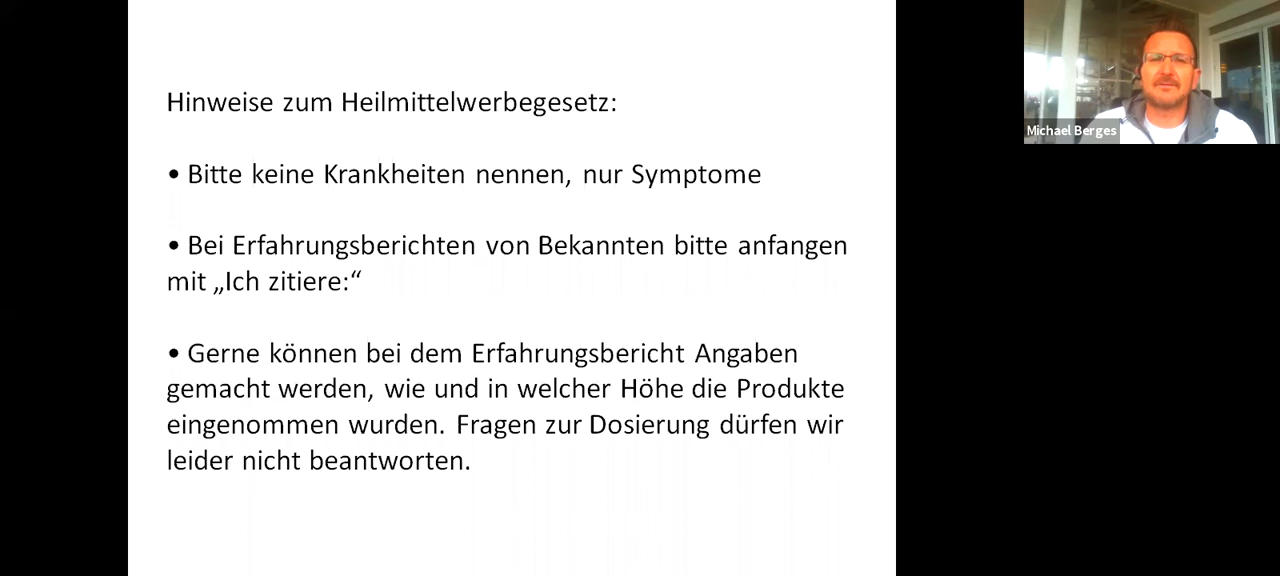 Hinweise zum Heilmittelwerbegesetz:
• Bitte keine Krankheiten nennen, nur Symptome
• Bei Erfahrungsberichten von Bekannten bitte anfangen
mit „Ich zitiere:“
• Gerne können bei dem Erfahrungsbericht Angaben
gemacht werden, wie und in welcher Höhe die Produkte
eingenommen wurden. Fragen zur Dosierung dürfen wir
leider nicht beantworten.
Michael Berges